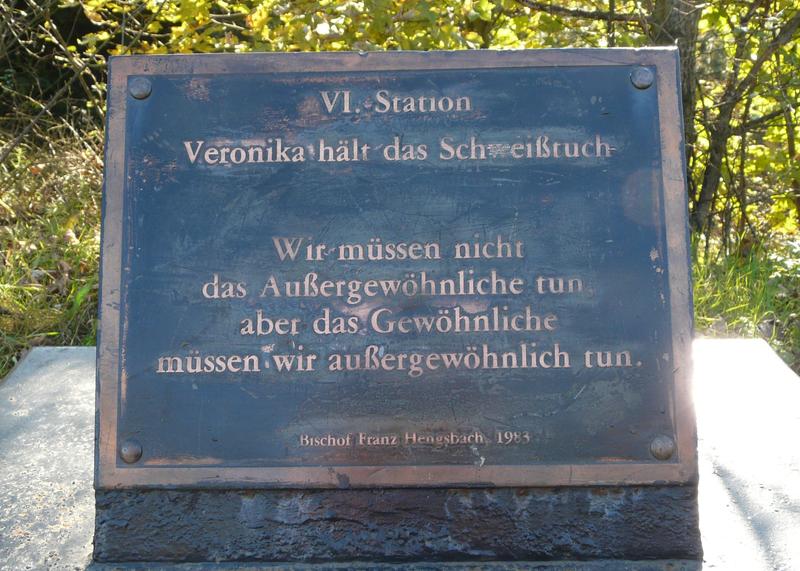 VI. Station
Veronika hält das Schweißtuch
Wir müssen nicht
das Außergewöhnliche tun,
aber das Gewöhnliche
müssen wir außergewöhnlich tun.
Bischof Franz Hengsbach, 1983